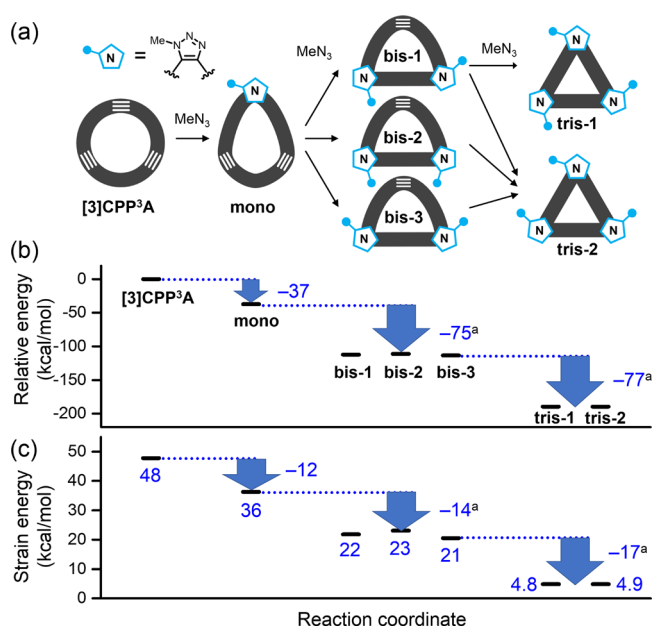 (a)
N
=
Me–N
N
N
MeN3
MeN3
bis-1
MeN3
N
N
N
N
N
N
tris-1
MeN3
N
bis-2
N
N
[3]CPP³A
mono
bis-3
N
N
N
N
N
tris-2
(b)
Relative energy
(kcal/mol)
0
-50
-100
-150
-200
[3]CPP³A
–37
mono
–75ᵃ
bis-1
bis-2
bis-3
–77ᵃ
tris-1
tris-2
(c)
Strain energy
(kcal/mol)
50
40
30
20
10
0
48
–12
36
–14ᵃ
22
23
21
–17ᵃ
4.8
4.9
Reaction coordinate